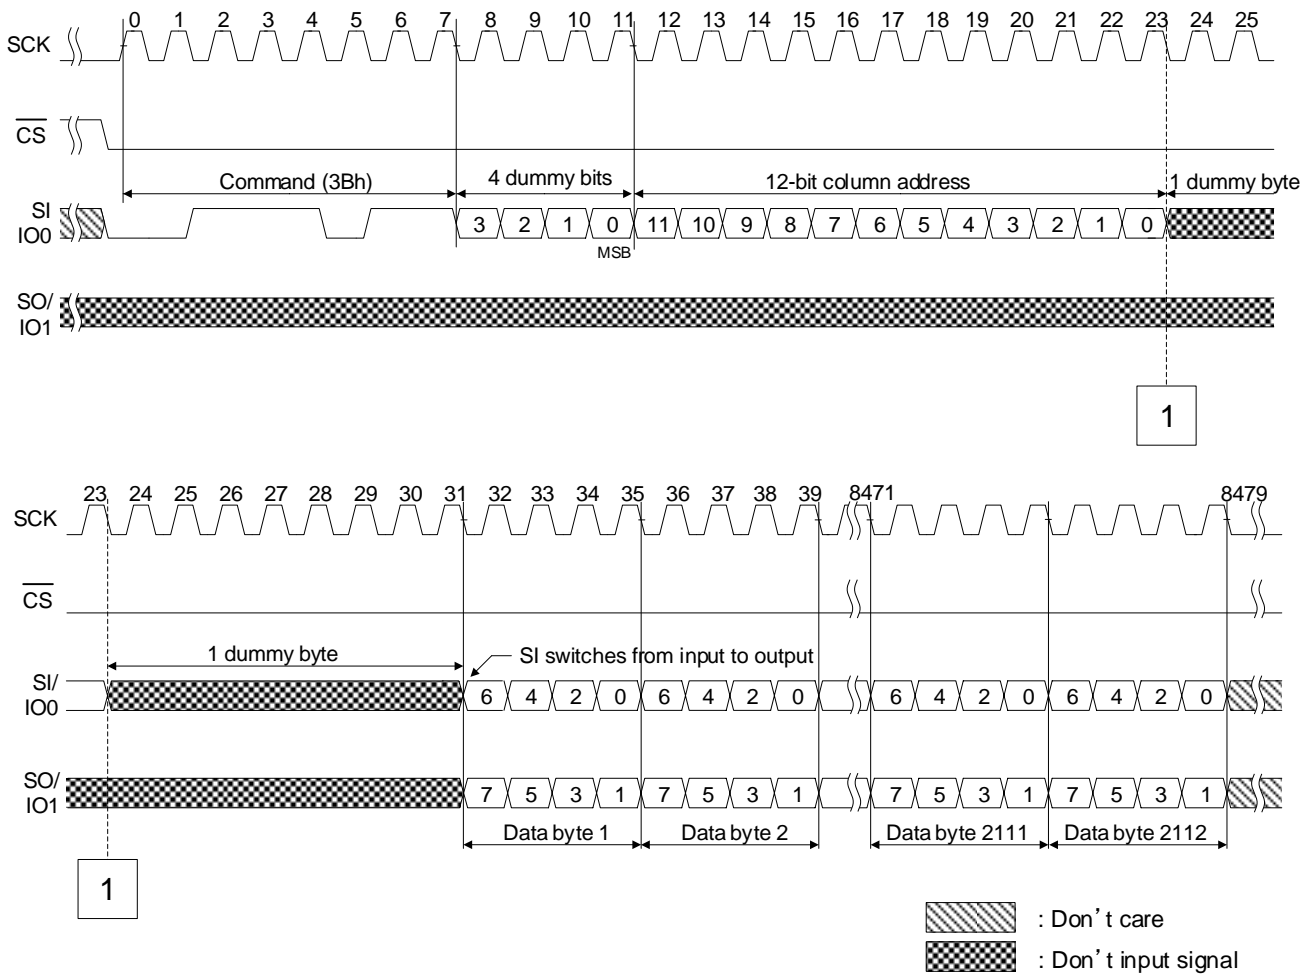 0 1 2 3 4 5 6 7 8 9 10 11 12 13 14 15 16 17 18 19 20 21 22 23 24 25
SCK
CS
Command (3Bh) 4 dummy bits 12-bit column address 1 dummy byte
SI
IO0
3 2 1 0 11 10 9 8 7 6 5 4 3 2 1 0
MSB
SO/
IO1
1
23 24 25 26 27 28 29 30 31 32 33 34 35 36 37 38 39 8471 8479
SCK
CS
1 dummy byte SI switches from input to output
SI/
IO0
6 4 2 0 6 4 2 0 6 4 2 0 6 4 2 0
SO/
IO1
7 5 3 1 7 5 3 1 7 5 3 1 7 5 3 1
Data byte 1 Data byte 2 Data byte 2111 Data byte 2112
1
: Don’t care
: Don’t input signal